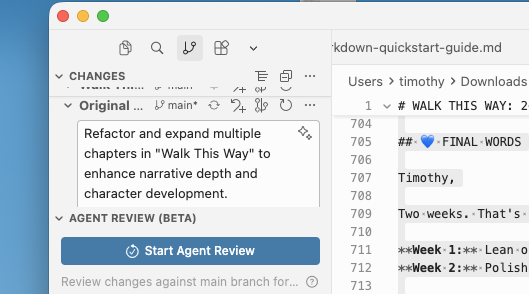 rkdown-quickstart-guide.md
CHANGES
Users › timothy › Downloads
Original ... main*
1 # WALK THIS WAY: 2
704
Refactor and expand multiple
chapters in "Walk This Way" to
enhance narrative depth and
character development.
705 ## 💙 FINAL WORDS
706
707 Timothy,
708
709 Two weeks. That's
710
AGENT REVIEW (BETA)
711 **Week 1:** Lean o
712 **Week 2:** Polish
713
Start Agent Review
Review changes against main branch for...